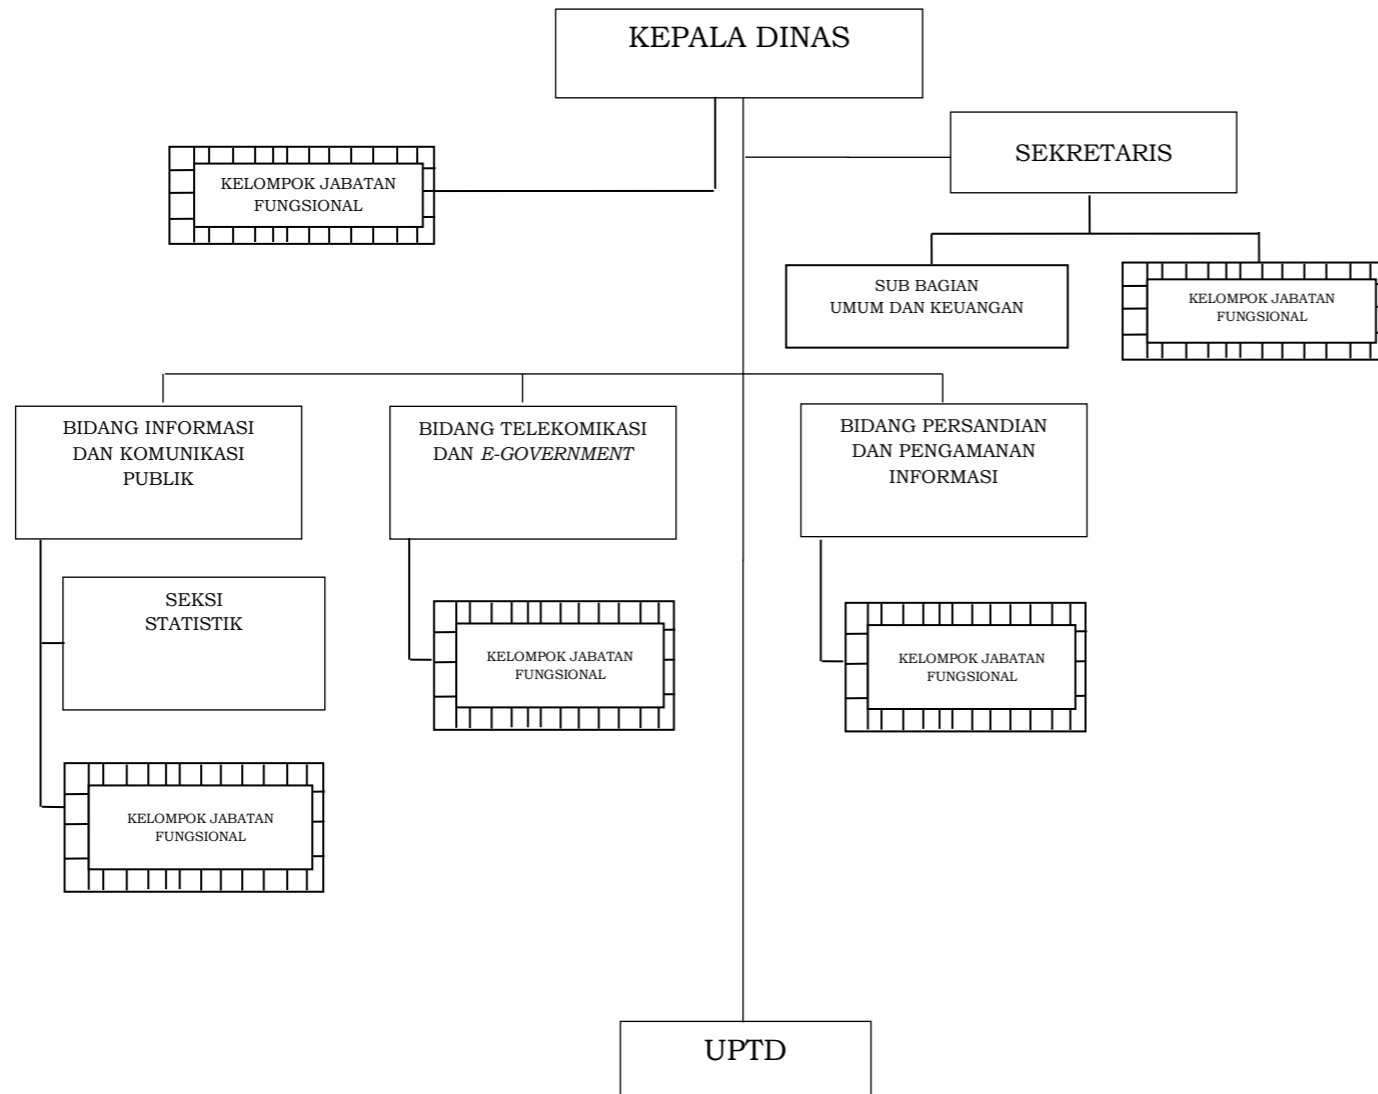 KEPALA DINAS
SEKRETARIS
KELOMPOK JABATAN
FUNGSIONAL
SUB BAGIAN
UMUM DAN KEUANGAN
KELOMPOK JABATAN
FUNGSIONAL
BIDANG INFORMASI
DAN KOMUNIKASI
PUBLIK
BIDANG TELEKOMIKASI
DAN E-GOVERNMENT
BIDANG PERSANDIAN
DAN PENGAMANAN
INFORMASI
SEKSI
STATISTIK
KELOMPOK JABATAN
FUNGSIONAL
KELOMPOK JABATAN
FUNGSIONAL
KELOMPOK JABATAN
FUNGSIONAL
UPTD